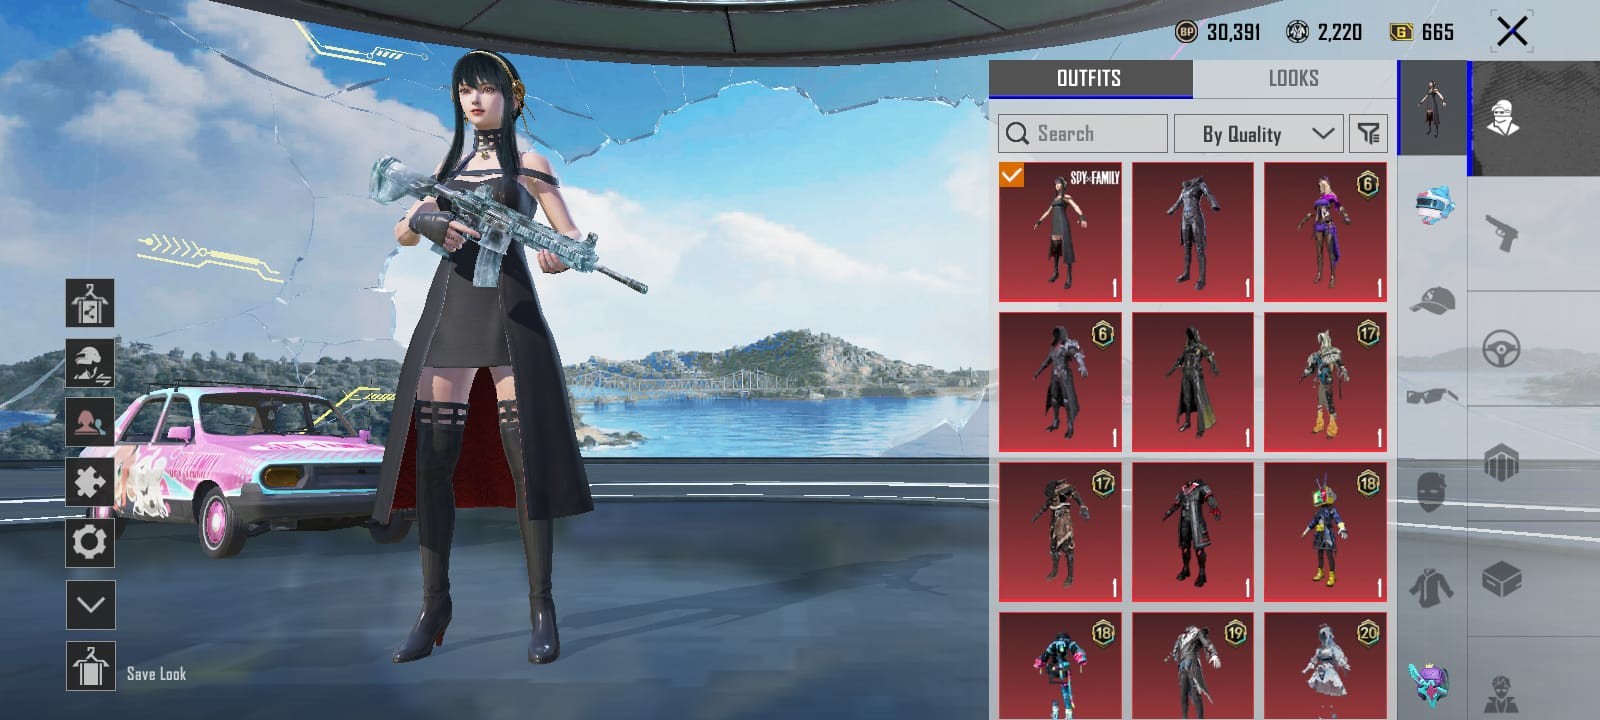 BP 30,391 2,220 G 665
OUTFITS LOOKS
Search By Quality
SPY×FAMILY 6
1 1 1
6 17
1 1 1
17 18
1 1 1
18 19 20
Save Look